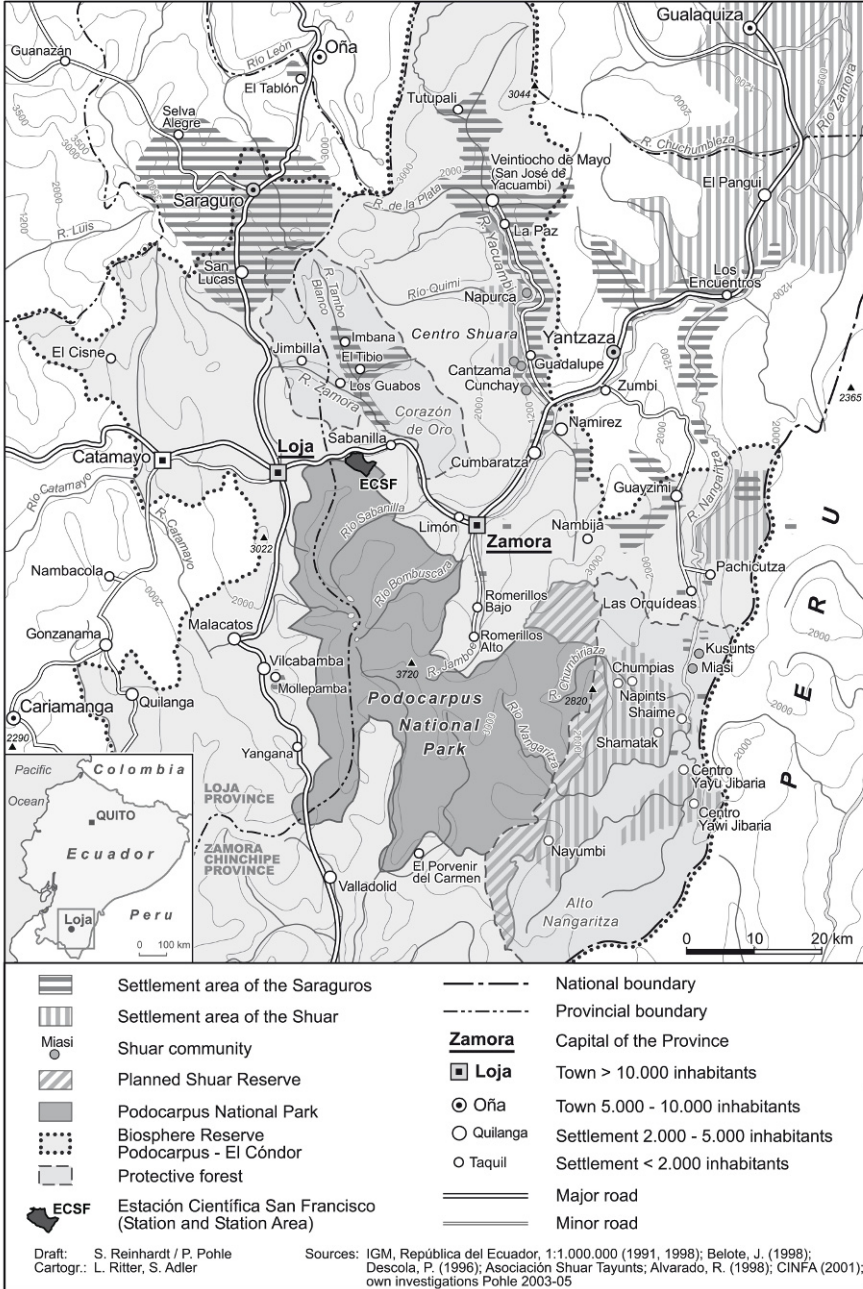 Gualaquiza
Guanazán
Río León
Oña
El Tablón
Tutupali
3044
2000
Río Zamora
Selva
Alegre
3500
3000
R. Chuchumbleza
Veintiocho de Mayo
(San José de
Yacuambi)
El Pangui
Saraguro
R. de la Plata
La Paz
R. Yacuambi
R. Luis
1200
San
Lucas
R. Tambo
Blanco
Río Quimi
Napurca
Los
Encuentros
Centro Shuara
Yantzaza
El Cisne
Jimbilla
Imbana
El Tibio
Los Guabos
Cantzama
Cunchay
Guadalupe
Zumbi
2365
R. Zamora
Corazón
de Oro
Namirez
Catamayo
Loja
Sabanilla
ECSF
Cumbaratza
Río Catamayo
R. Catamayo
Guayzimi
R. Nangaritza
Río Sabanilla
Limón
Zamora
Nambija
3022
Nambacola
Río Bombuscara
Romerillos
Bajo
Pachicutza
Las Orquídeas
Gonzanama
Malacatos
Romerillos
Alto
R. Jamboe
Kusunts
Miasi
Vilcabamba
Mollepamba
3720
R. Chumbiriaza
Chumpias
Napints
2820
Shaime
Cariamanga
2290
Quilanga
Podocarpus
National
Park
Río Nangaritza
Shamatak
Yangana
Centro
Yayu Jibaria
Centro
Yawi Jibaria
PERU
LOJA
PROVINCE
ZAMORA
CHINCHIPE
PROVINCE
Nayumbi
El Porvenir
del Carmen
Valladolid
Alto
Nangaritza
0 10 20 km
Pacific
Ocean
Colombia
QUITO
Ecuador
Peru
Loja
0 100 km
Settlement area of the Saraguros
Settlement area of the Shuar
Miasi Shuar community
Planned Shuar Reserve
Podocarpus National Park
Biosphere Reserve
Podocarpus - El Cóndor
Protective forest
ECSF Estación Científica San Francisco
(Station and Station Area)
National boundary
Provincial boundary
Zamora Capital of the Province
Loja Town > 10.000 inhabitants
Oña Town 5.000 - 10.000 inhabitants
Quilanga Settlement 2.000 - 5.000 inhabitants
Taquil Settlement < 2.000 inhabitants
Major road
Minor road
Draft: S. Reinhardt / P. Pohle
Cartogr.: L. Ritter, S. Adler
Sources: IGM, República del Ecuador, 1:1.000.000 (1991, 1998); Belote, J. (1998);
Descola, P. (1996); Asociación Shuar Tayunts; Alvarado, R. (1998); CINFA (2001);
own investigations Pohle 2003-05